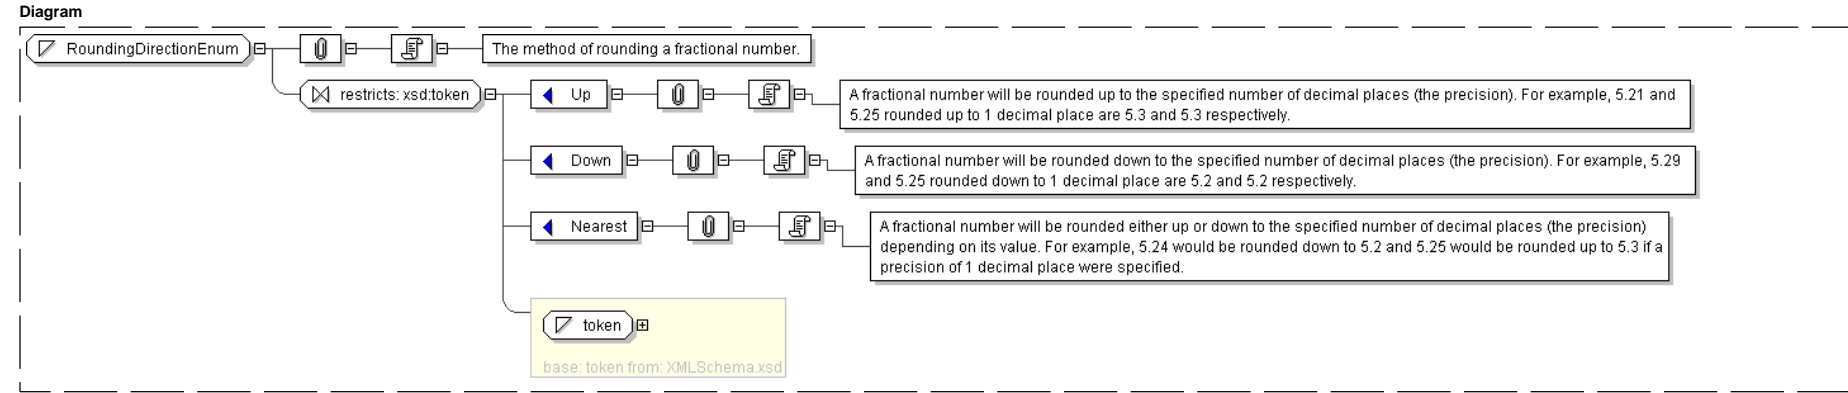 Diagram
RoundingDirectionEnum
The method of rounding a fractional number.
restricts: xsd:token
Up
A fractional number will be rounded up to the specified number of decimal places (the precision). For example, 5.21 and
5.25 rounded up to 1 decimal place are 5.3 and 5.3 respectively.
Down
A fractional number will be rounded down to the specified number of decimal places (the precision). For example, 5.29
and 5.25 rounded down to 1 decimal place are 5.2 and 5.2 respectively.
Nearest
A fractional number will be rounded either up or down to the specified number of decimal places (the precision)
depending on its value. For example, 5.24 would be rounded down to 5.2 and 5.25 would be rounded up to 5.3 if a
precision of 1 decimal place were specified.
token
base: token from: XMLSchema.xsd